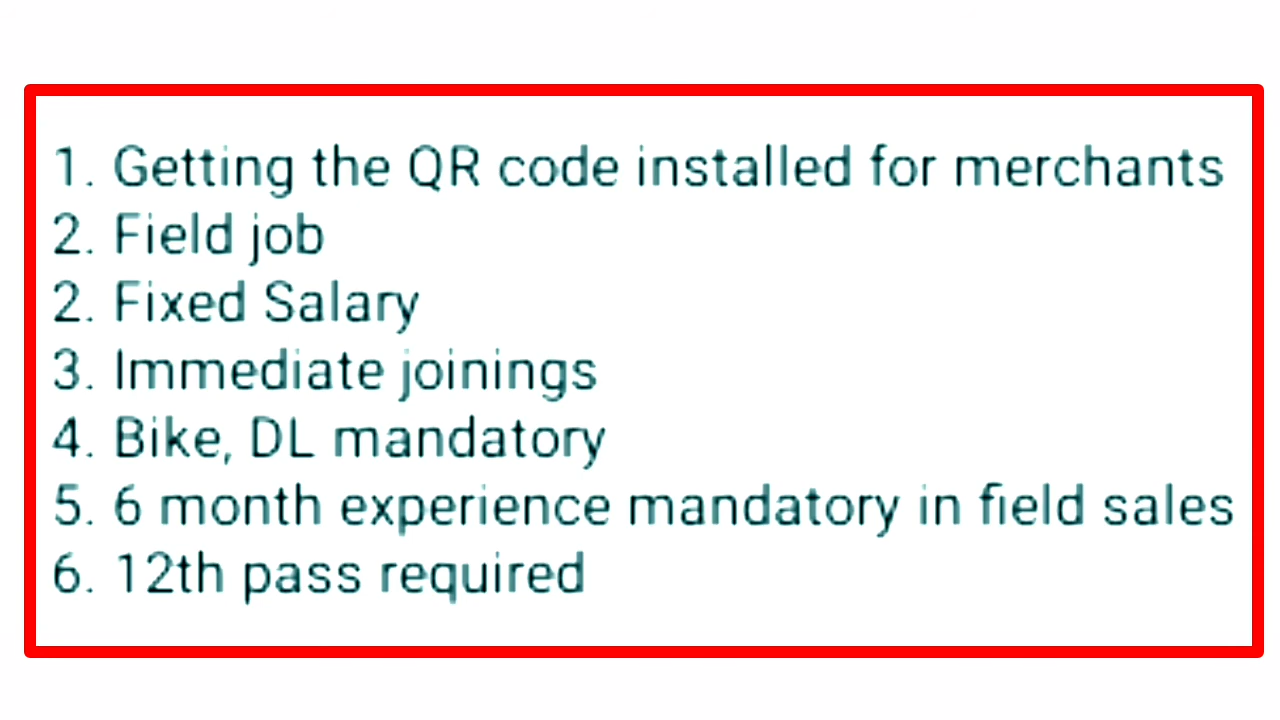 1. Getting the QR code installed for merchants
2. Field job
2. Fixed Salary
3. Immediate joinings
4. Bike, DL mandatory
5. 6 month experience mandatory in field sales
6. 12th pass required